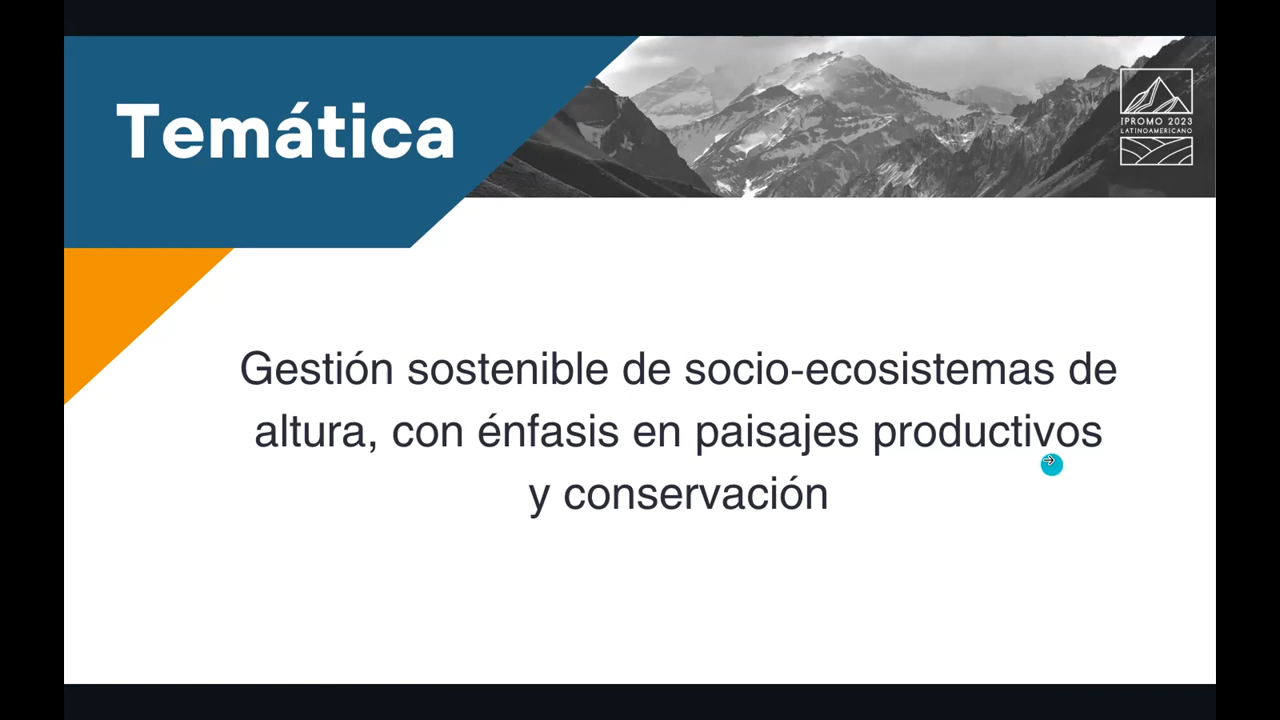 Temática
IPROMO 2023
LATINOAMERICANO
Gestión sostenible de socio-ecosistemas de
altura, con énfasis en paisajes productivos
y conservación